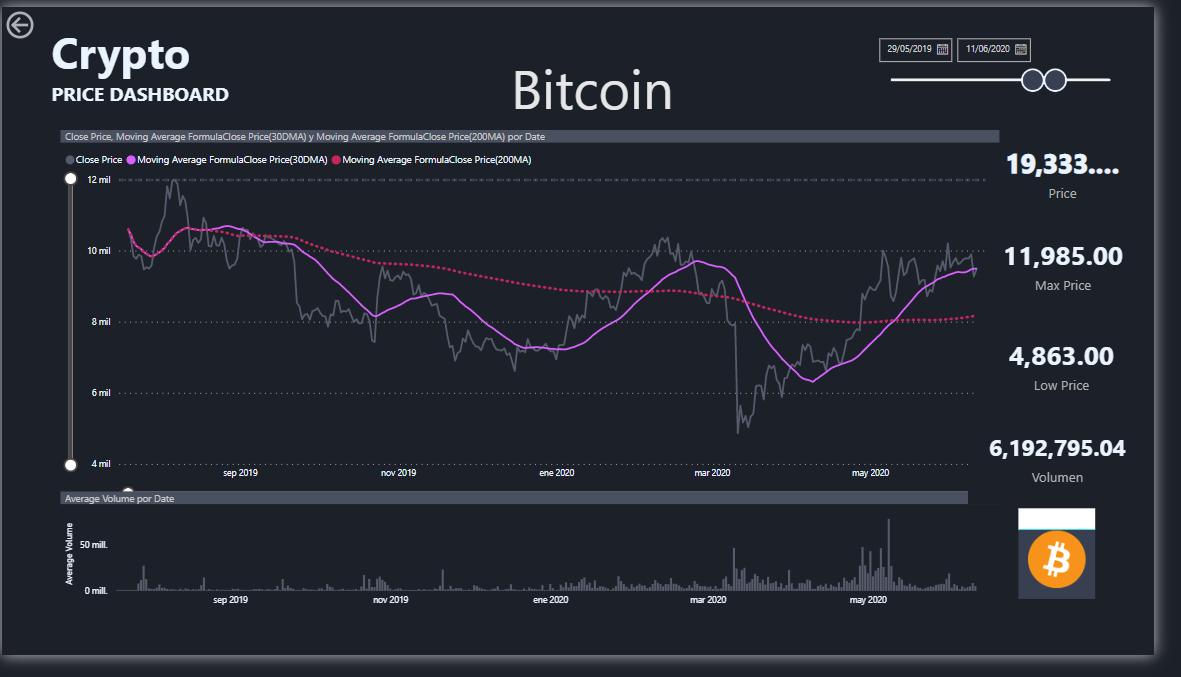 Crypto
PRICE DASHBOARD
Bitcoin
29/05/2019
11/06/2020
Close Price, Moving Average FormulaClose Price(30DMA) y Moving Average FormulaClose Price(200MA) por Date
Close Price Moving Average FormulaClose Price(30DMA) Moving Average FormulaClose Price(200MA)
12 mil
10 mil
8 mil
6 mil
4 mil
sep 2019 nov 2019 ene 2020 mar 2020 may 2020
19,333....
Price
11,985.00
Max Price
4,863.00
Low Price
6,192,795.04
Volumen
Average Volume por Date
Average Volume
50 mill.
0 mill.
sep 2019 nov 2019 ene 2020 mar 2020 may 2020